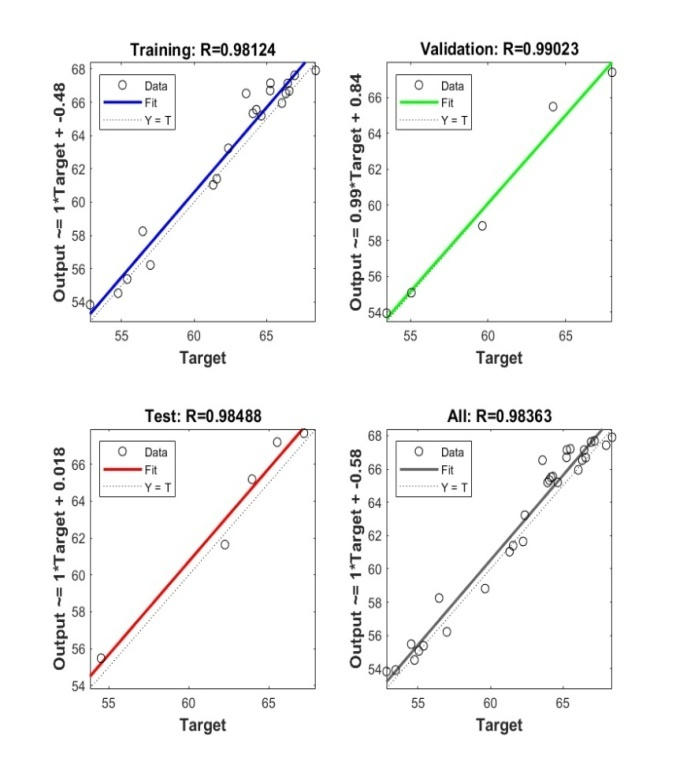 Training: R=0.98124
Output ~= 1*Target + -0.48
68
66
64
62
60
58
56
54
Data
Fit
Y = T
55
60
65
Target
Validation: R=0.99023
Output ~= 0.99*Target + 0.84
66
64
62
60
58
56
54
Data
Fit
Y = T
55
60
65
Target
Test: R=0.98488
Output ~= 1*Target + 0.018
66
64
62
60
58
56
54
Data
Fit
Y = T
55
60
65
Target
All: R=0.98363
Output ~= 1*Target + -0.58
68
66
64
62
60
58
56
54
Data
Fit
Y = T
55
60
65
Target